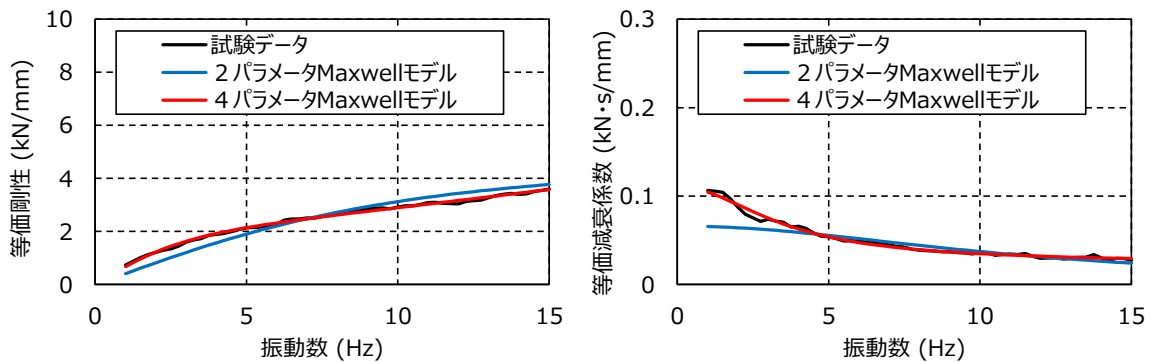 10
8
6
4
2
0
等価剛性 (kN/mm)
試験データ
２パラメータMaxwellモデル
４パラメータMaxwellモデル
0
5
10
15
振動数 (Hz)
0.3
0.2
0.1
0
等価減衰係数 (kN・s/mm)
試験データ
２パラメータMaxwellモデル
４パラメータMaxwellモデル
0
5
10
15
振動数 (Hz)